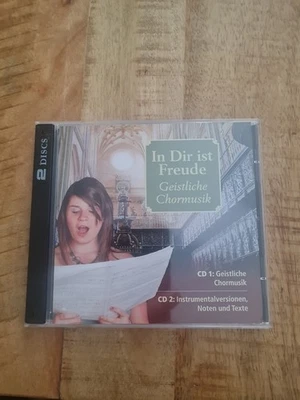 2 DISCS
In Dir ist
Freude
Geistliche
Chormusik
CD 1: Geistliche
Chormusik
CD 2: Instrumentalversionen,
Noten und Texte